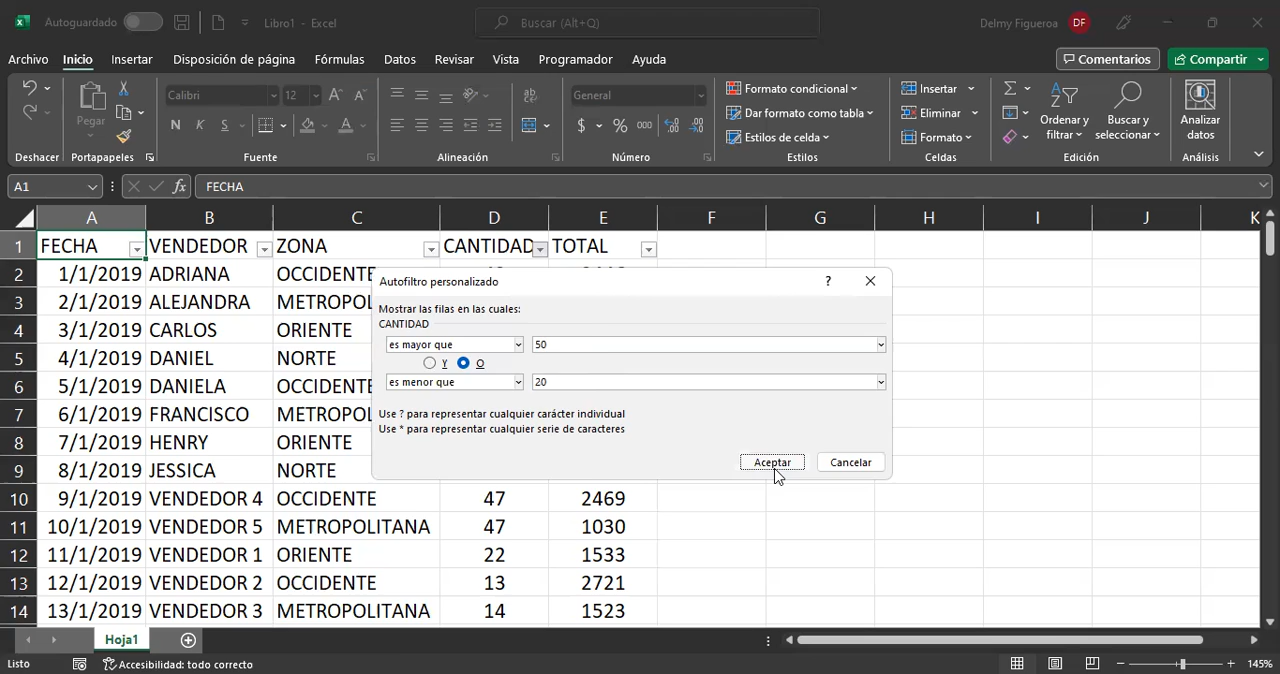 Autoguardado Libro1 - Excel Buscar (Alt+Q) Delmy Figueroa DF
Archivo Inicio Insertar Disposición de página Fórmulas Datos Revisar Vista Programador Ayuda Comentarios Compartir
Pegar Calibri 12 General Formato condicional Insertar Σ Ordenar y filtrar Buscar y seleccionar Analizar datos
N K S $ % 000 Dar formato como tabla Eliminar
Estilos de celda Formato
Deshacer Portapapeles Fuente Alineación Número Estilos Celdas Edición Análisis
A1 fx FECHA
A B C D E F G H I J K
1 FECHA VENDEDOR ZONA CANTIDAD TOTAL
2 1/1/2019 ADRIANA OCCIDENTE
3 2/1/2019 ALEJANDRA METROPOL
4 3/1/2019 CARLOS ORIENTE
5 4/1/2019 DANIEL NORTE
6 5/1/2019 DANIELA OCCIDENTE
7 6/1/2019 FRANCISCO METROPOL
8 7/1/2019 HENRY ORIENTE
9 8/1/2019 JESSICA NORTE
10 9/1/2019 VENDEDOR 4 OCCIDENTE 47 2469
11 10/1/2019 VENDEDOR 5 METROPOLITANA 47 1030
12 11/1/2019 VENDEDOR 1 ORIENTE 22 1533
13 12/1/2019 VENDEDOR 2 OCCIDENTE 13 2721
14 13/1/2019 VENDEDOR 3 METROPOLITANA 14 1523
Autofiltro personalizado ?
Mostrar las filas en las cuales:
CANTIDAD
es mayor que 50
Y O
es menor que 20
Use ? para representar cualquier carácter individual
Use * para representar cualquier serie de caracteres
Aceptar Cancelar
Hoja1
Listo Accesibilidad: todo correcto 145%